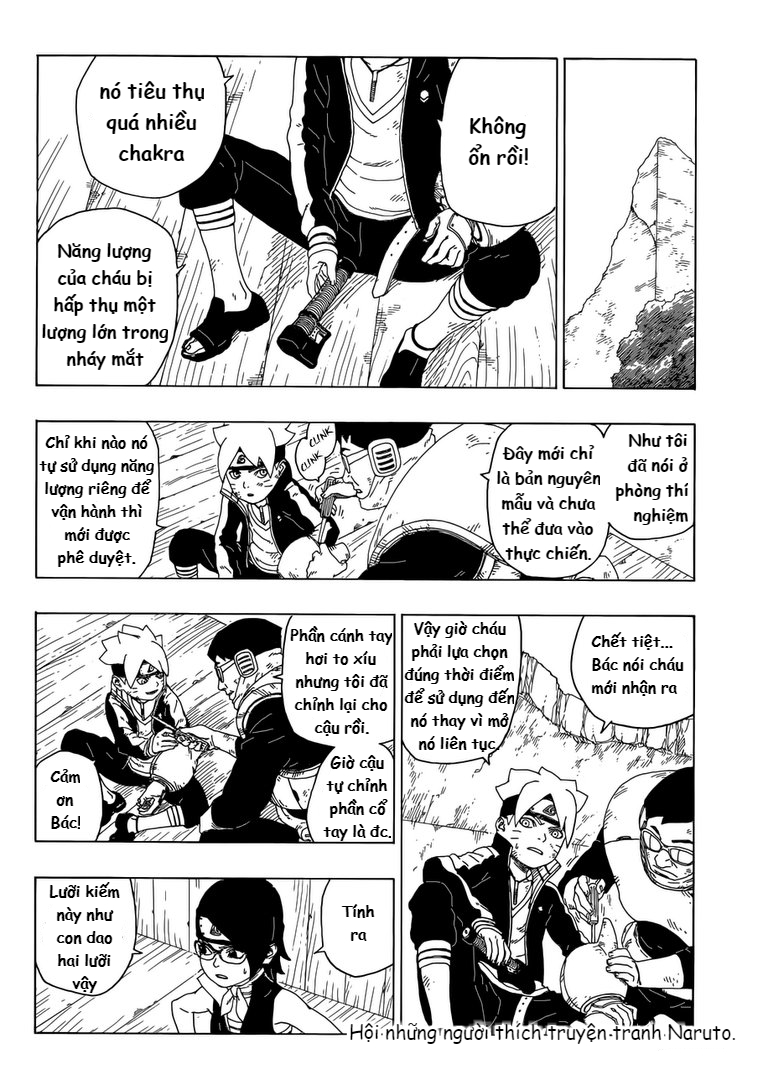 Không
ổn rồi!
nó tiêu thụ
quá nhiều
chakra
Năng lượng
của cháu bị
hấp thụ một
lượng lớn trong
nháy mắt
Như tôi
đã nói ở
phòng thí
nghiệm
Đây mới chỉ
là bản nguyên
mẫu và chưa
thể đưa vào
thực chiến.
CLINK
CLINK
CLINK
Chỉ khi nào nó
tự sử dụng năng
lượng riêng để
vận hành thì
mới được
phê duyệt.
Chết tiệt...
Bác nói cháu
mới nhận ra
Vậy giờ cháu
phải lựa chọn
đúng thời điểm
để sử dụng đến
nó thay vì mở
nó liên tục
Phần cánh tay
hơi to xíu
nhưng tôi đã
chỉnh lại cho
cậu rồi.
Giờ cậu
tự chỉnh
phần cổ
tay là đc.
Cảm
ơn
Bác!
Tính
ra
Lưỡi kiếm
này như
con dao
hai lưỡi
vậy
Hội những người thích truyện tranh Naruto.